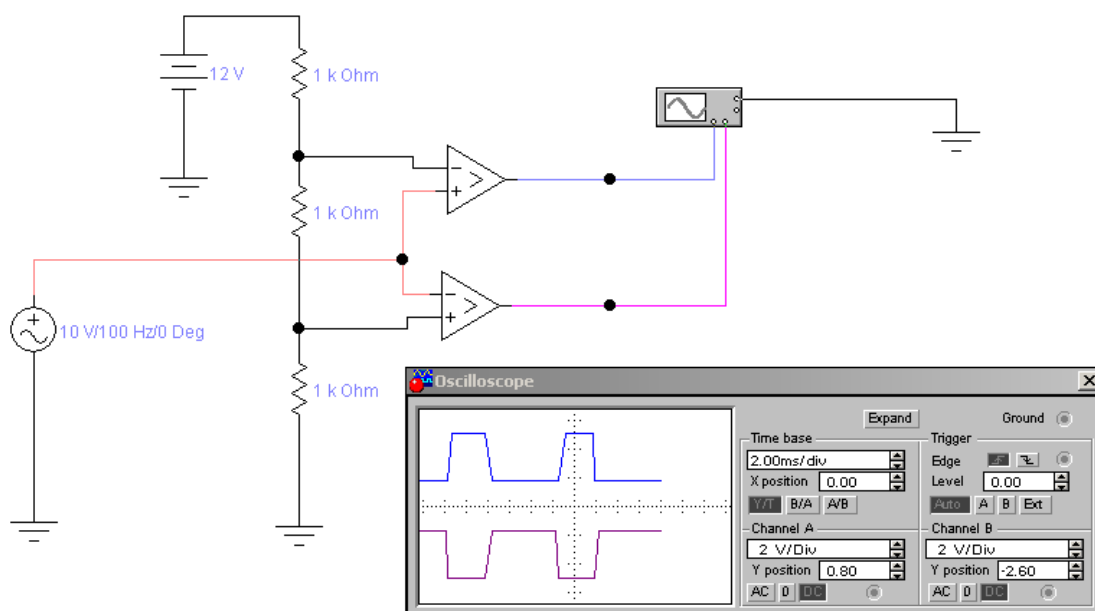 12 V
1 k Ohm
1 k Ohm
10 V/100 Hz/0 Deg
1 k Ohm
Oscilloscope
Expand
Ground
Time base
2.00ms/div
X position 0.00
Y/T B/A A/B
Trigger
Edge
Level 0.00
Auto A B Ext
Channel A
2 V/Div
Y position 0.80
AC 0 DC
Channel B
2 V/Div
Y position -2.60
AC 0 DC